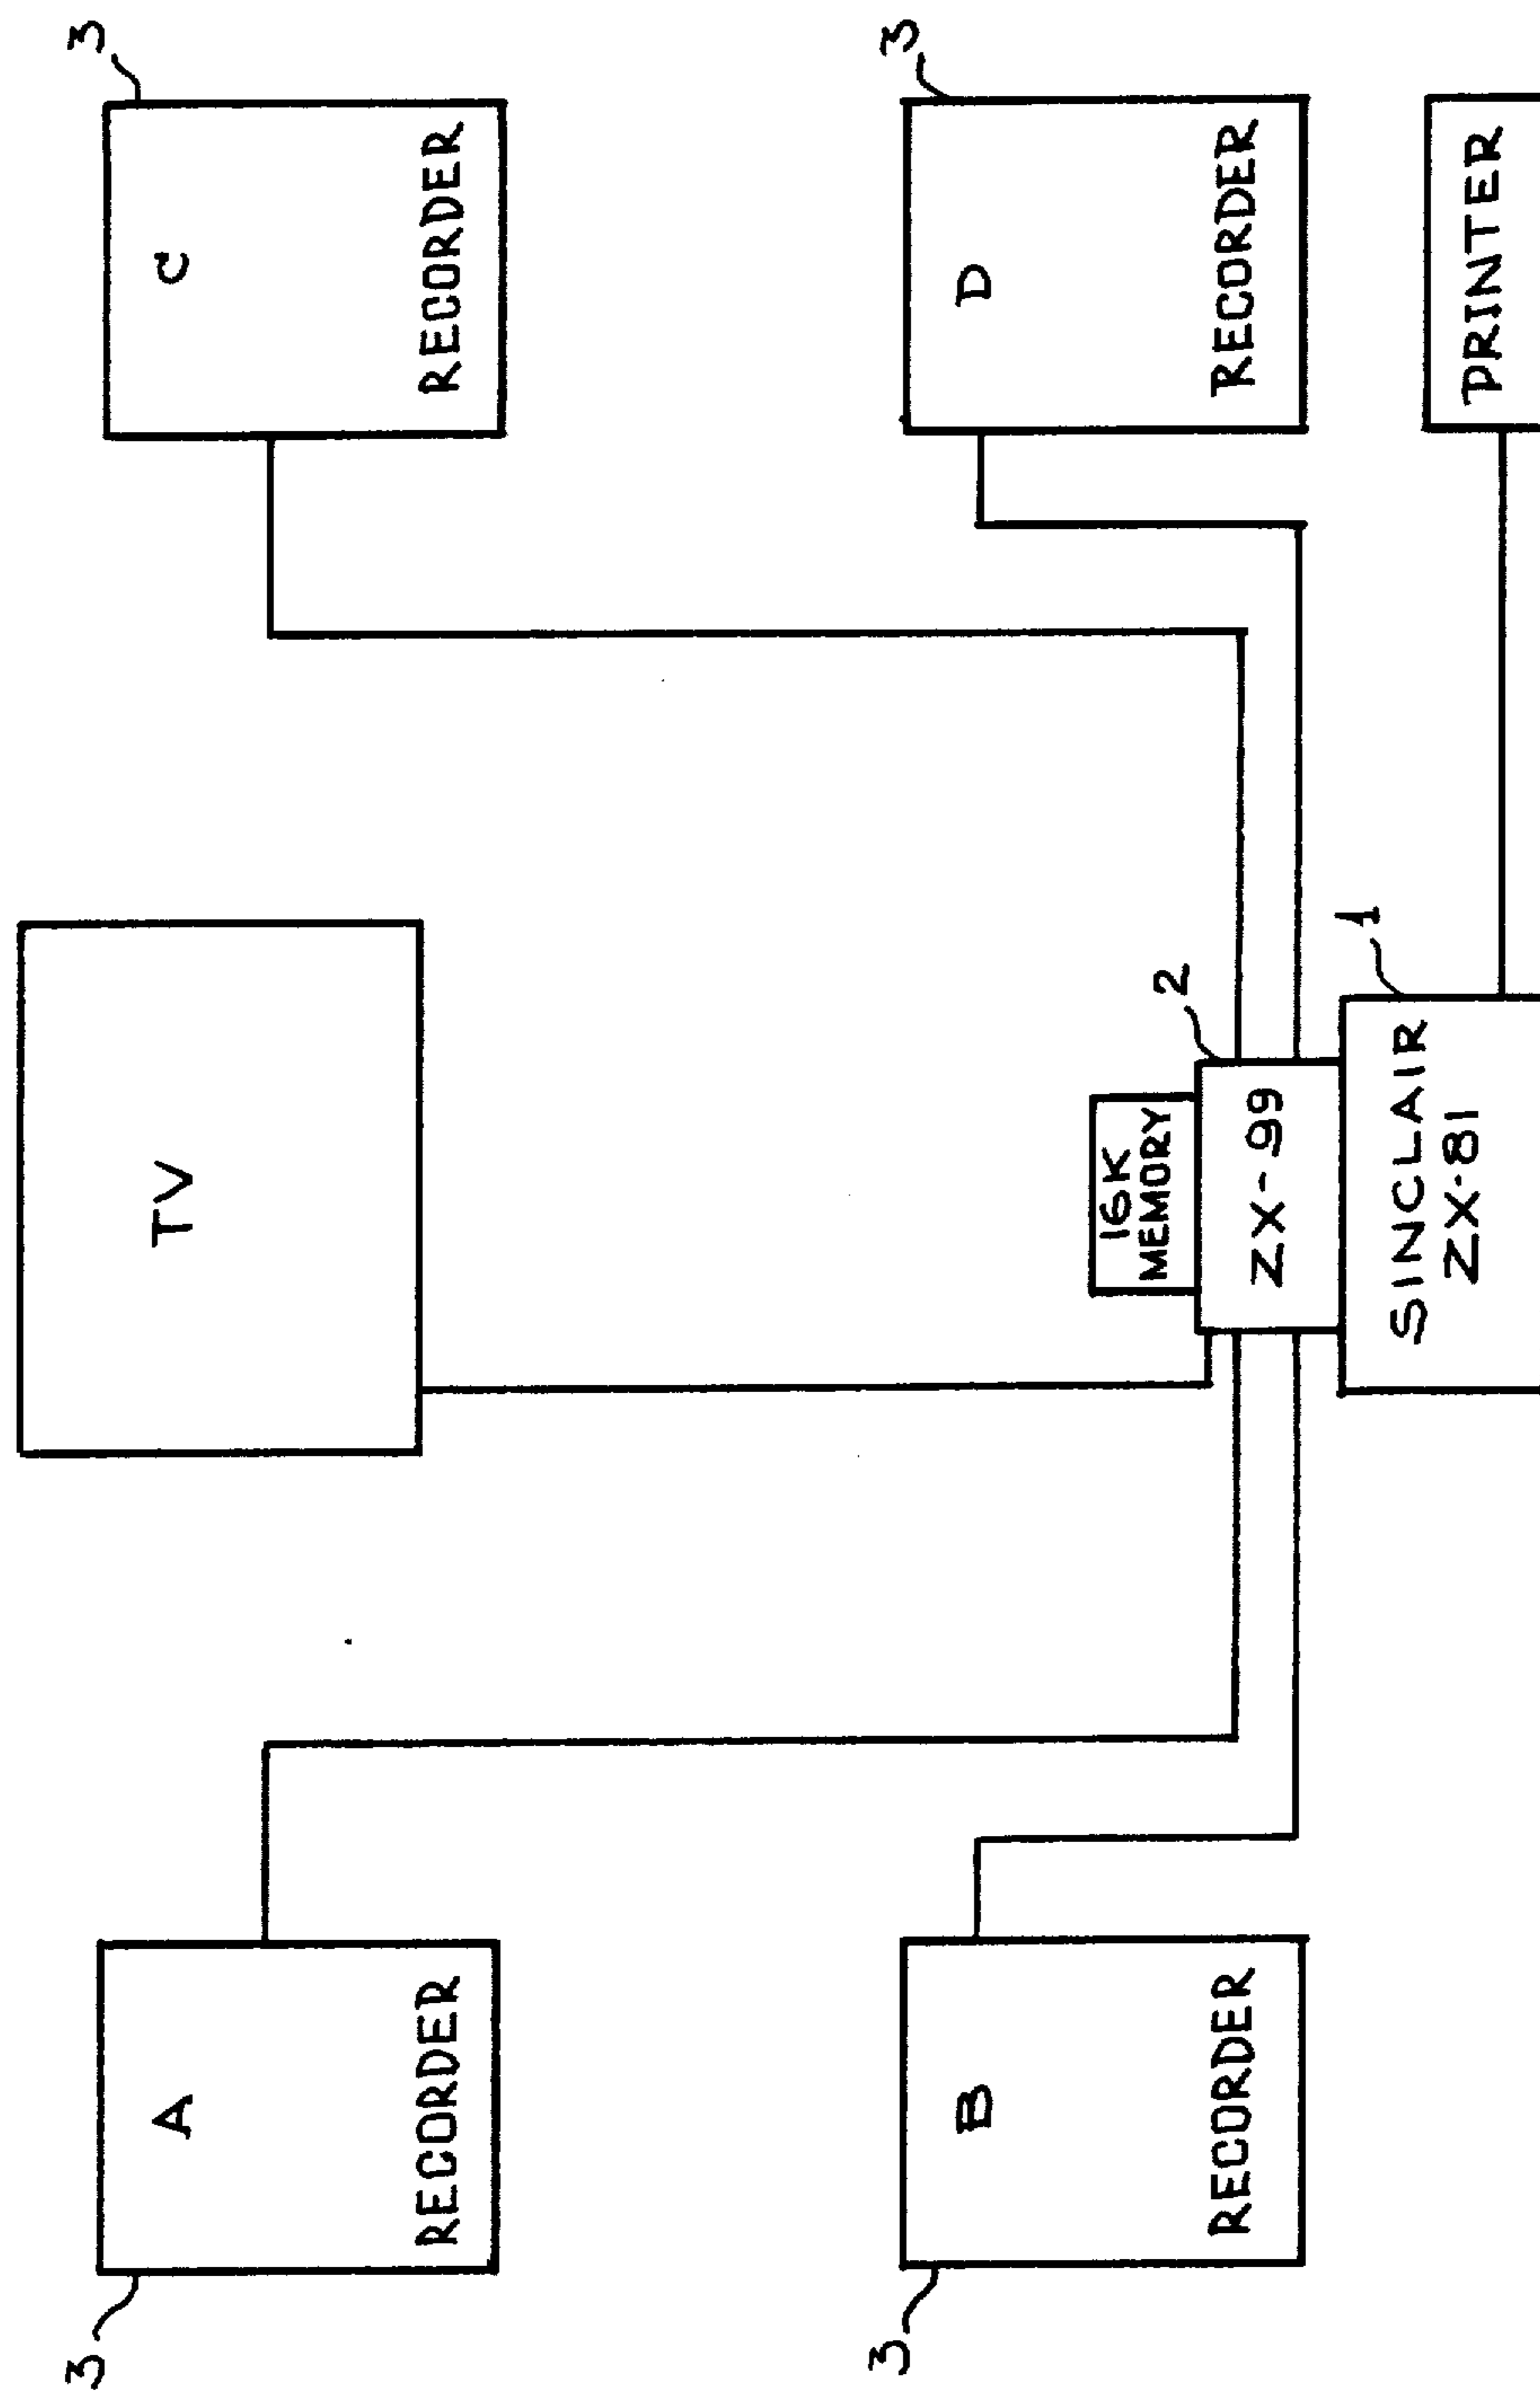 TV
3
A
RECORDER
3
C
RECORDER
3
B
RECORDER
3
D
RECORDER
16K
MEMORY
2
ZX-99
1
SINCLAIR
ZX·81
PRINTER